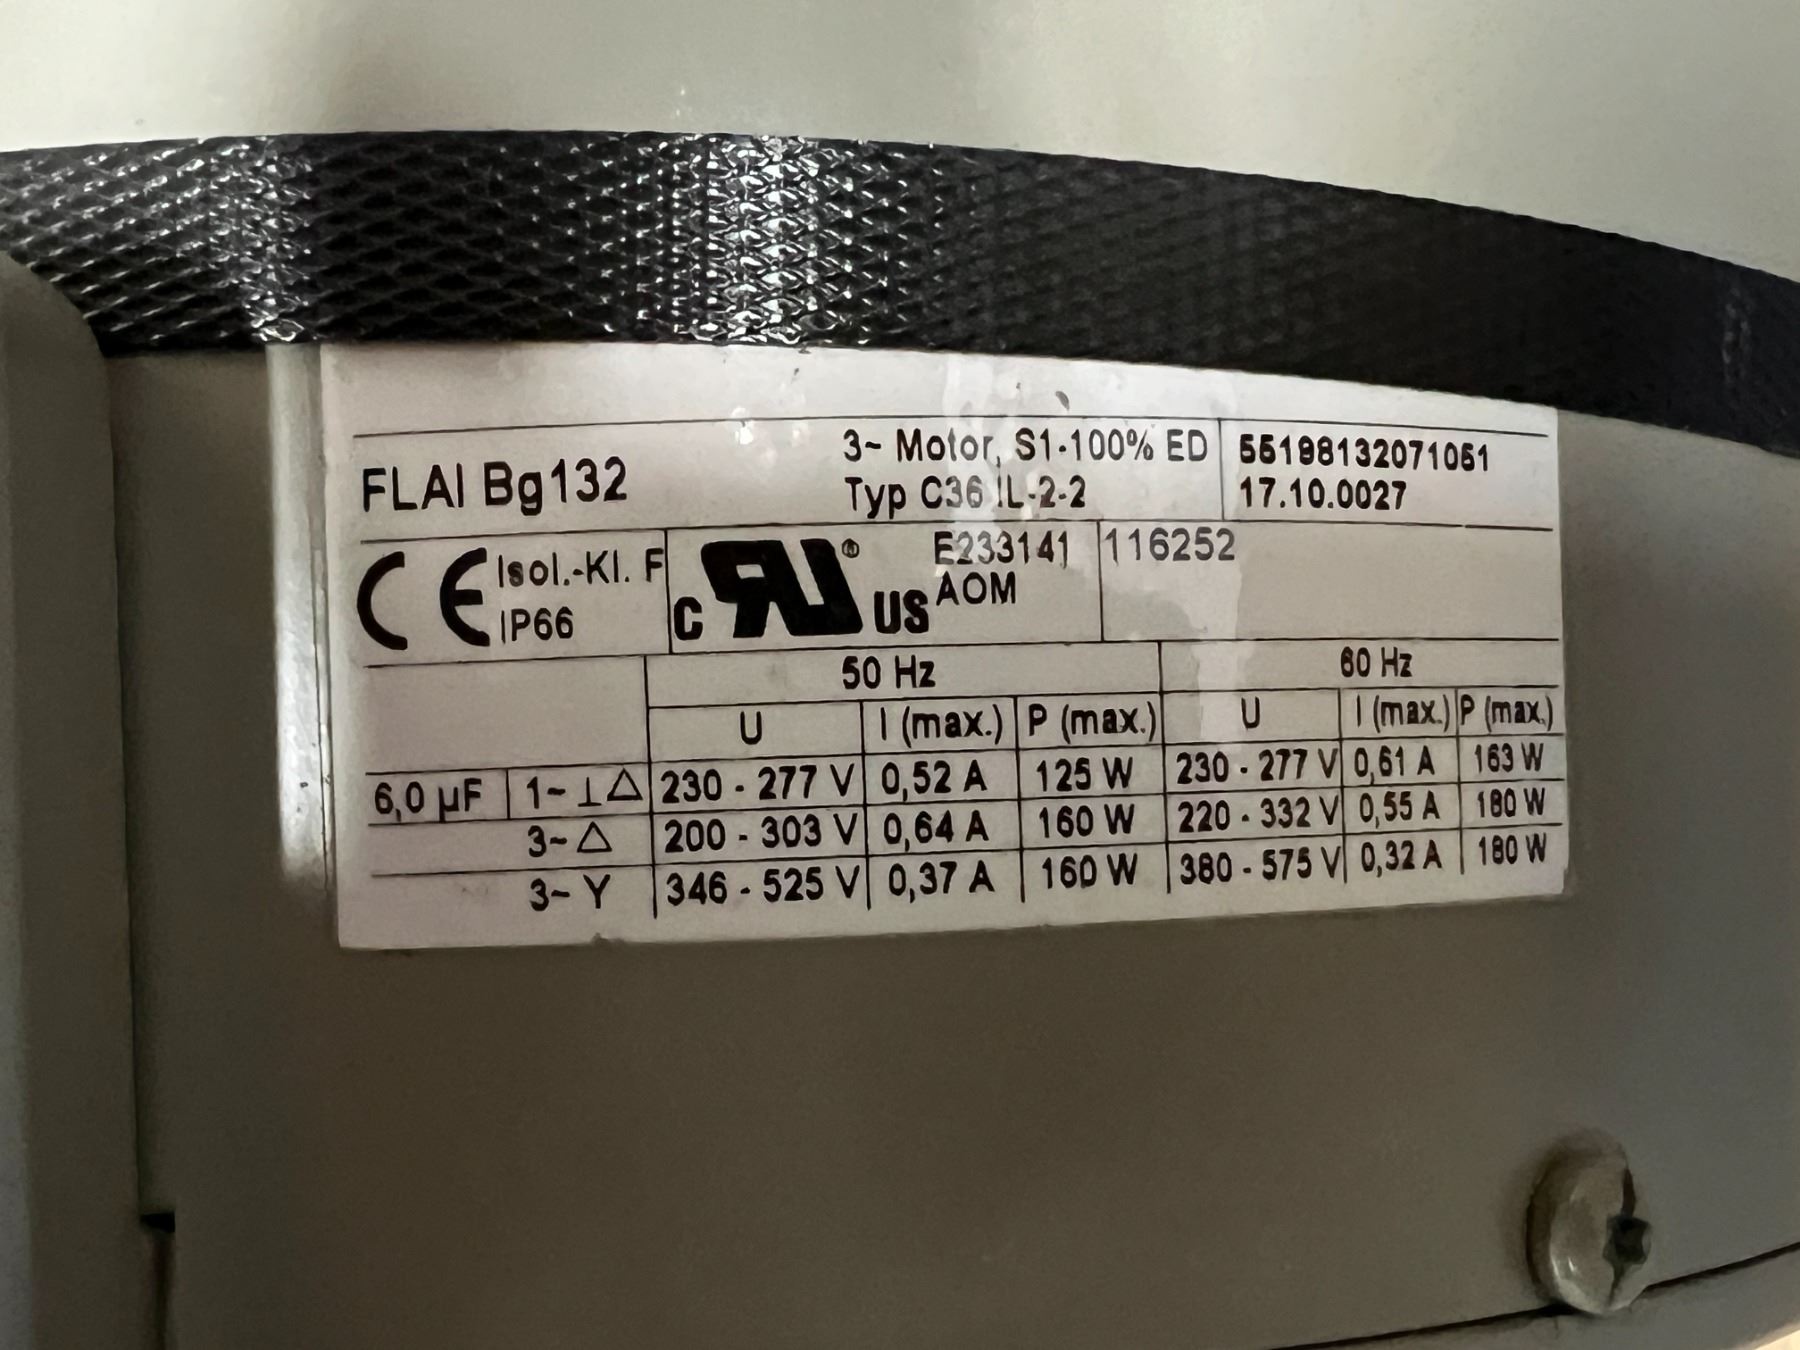 FLAI Bg132
3~ Motor, S1-100% ED
Typ C36 IL-2-2
55198132071051
17.10.0027
CE
Isol.-Kl. F
IP66
c RU® US
E233141
AOM
116252
50 Hz 60 Hz
U I (max.) P (max.) U I (max.) P (max.)
6,0 µF 1~ ⊥ △ 230 - 277 V 0,52 A 125 W 230 - 277 V 0,61 A 163 W
3~ △ 200 - 303 V 0,64 A 160 W 220 - 332 V 0,55 A 180 W
3~ Y 346 - 525 V 0,37 A 160 W 380 - 575 V 0,32 A 180 W